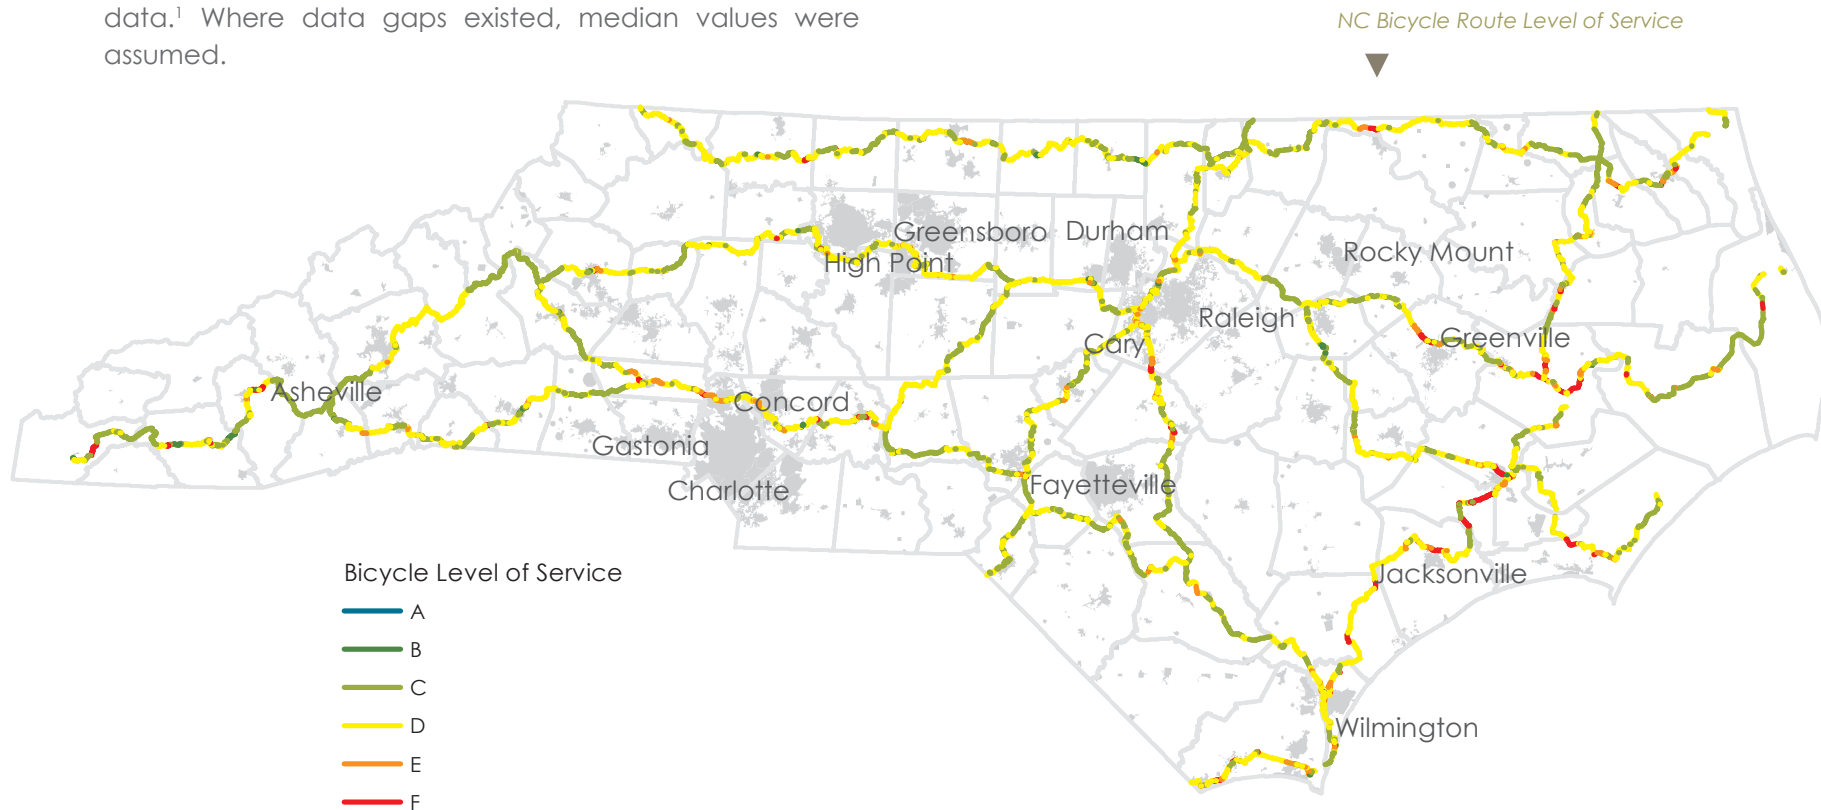 data.¹ Where data gaps existed, median values were
assumed.
NC Bicycle Route Level of Service
Greensboro
Durham
High Point
Rocky Mount
Raleigh
Greenville
Cary
Asheville
Concord
Gastonia
Charlotte
Fayetteville
Jacksonville
Wilmington
Bicycle Level of Service
A
B
C
D
E
F